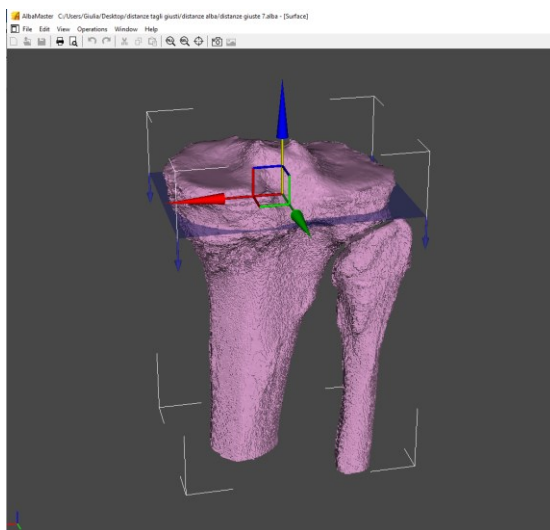 AlbaMaster C:/Users/Giulia/Desktop/distanze tagli giusti/distanze alba/distanze giuste 7.alba - [Surface]
File Edit View Operations Window Help